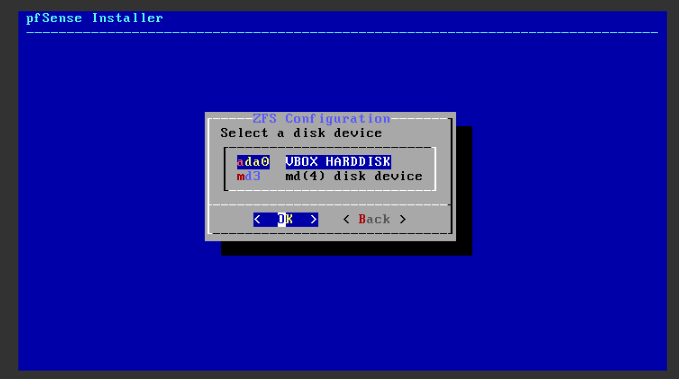 pfSense Installer
ZFS Configuration
Select a disk device
ada0 VBOX HARDDISK
md3 md(4) disk device
< OK > < Back >